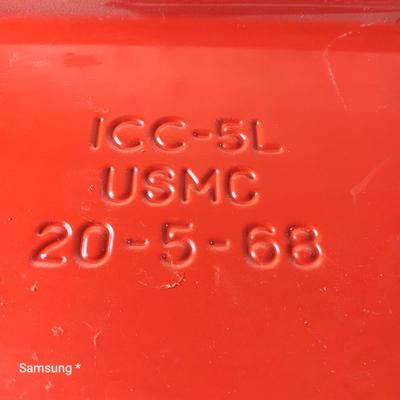 ICC-5L
USMC
20-5-68
Samsung *